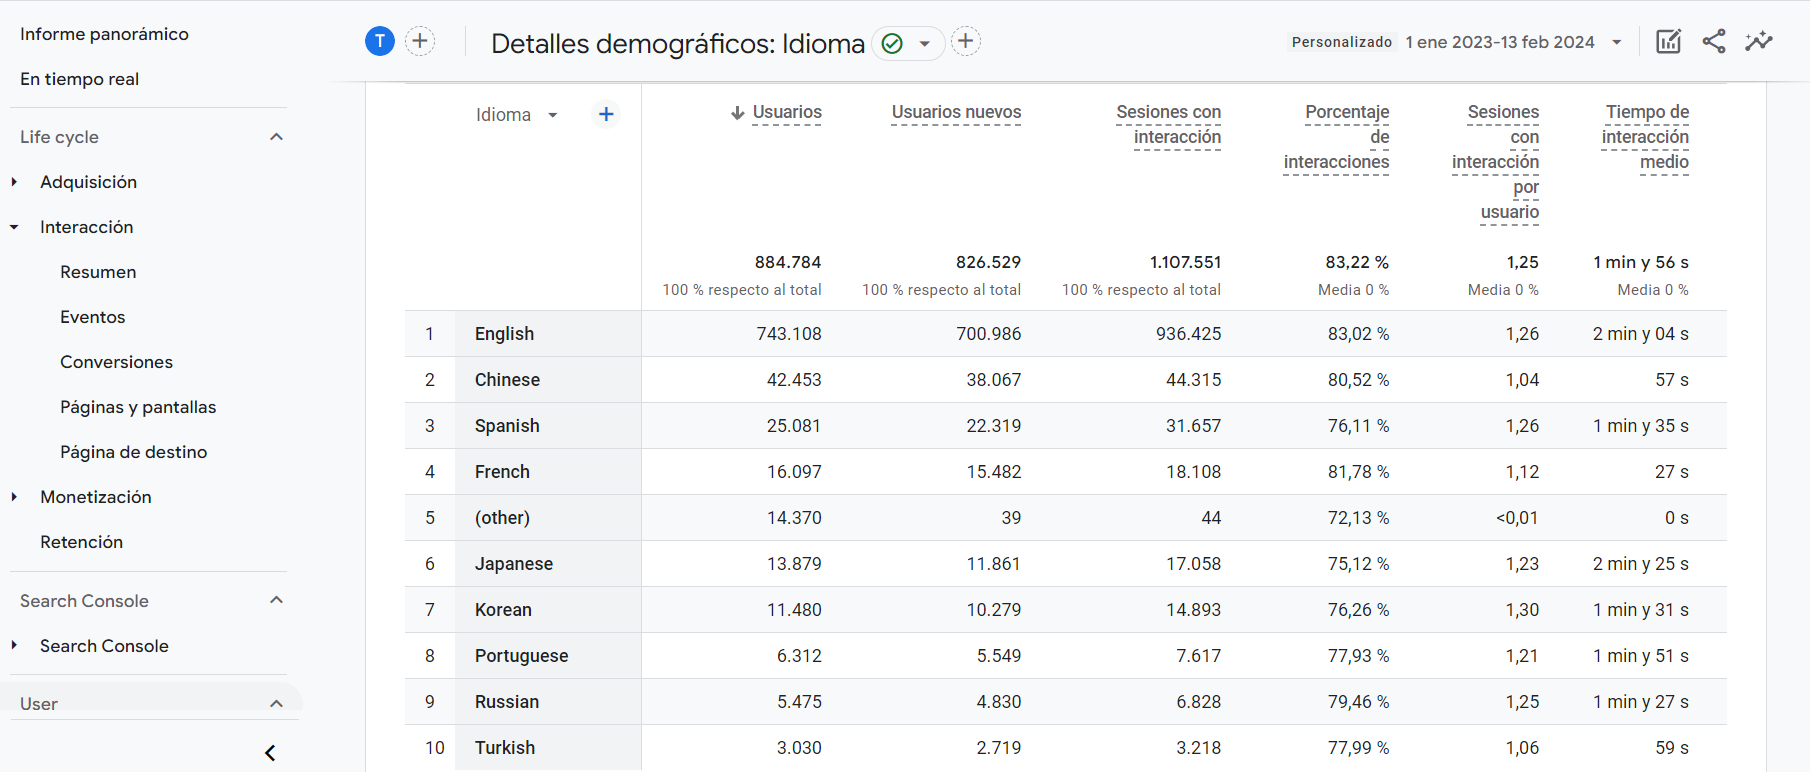 Informe panorámico
En tiempo real
Life cycle
Adquisición
Interacción
Resumen
Eventos
Conversiones
Páginas y pantallas
Página de destino
Monetización
Retención
Search Console
Search Console
User
T
Detalles demográficos: Idioma
Personalizado 1 ene 2023-13 feb 2024
Idioma
Usuarios
Usuarios nuevos
Sesiones con
interacción
Porcentaje
de
interacciones
Sesiones
con
interacción
por
usuario
Tiempo de
interacción
medio
884.784 826.529 1.107.551 83,22 % 1,25 1 min y 56 s
100 % respecto al total 100 % respecto al total 100 % respecto al total Media 0 % Media 0 % Media 0 %
1 English 743.108 700.986 936.425 83,02 % 1,26 2 min y 04 s
2 Chinese 42.453 38.067 44.315 80,52 % 1,04 57 s
3 Spanish 25.081 22.319 31.657 76,11 % 1,26 1 min y 35 s
4 French 16.097 15.482 18.108 81,78 % 1,12 27 s
5 (other) 14.370 39 44 72,13 % <0,01 0 s
6 Japanese 13.879 11.861 17.058 75,12 % 1,23 2 min y 25 s
7 Korean 11.480 10.279 14.893 76,26 % 1,30 1 min y 31 s
8 Portuguese 6.312 5.549 7.617 77,93 % 1,21 1 min y 51 s
9 Russian 5.475 4.830 6.828 79,46 % 1,25 1 min y 27 s
10 Turkish 3.030 2.719 3.218 77,99 % 1,06 59 s